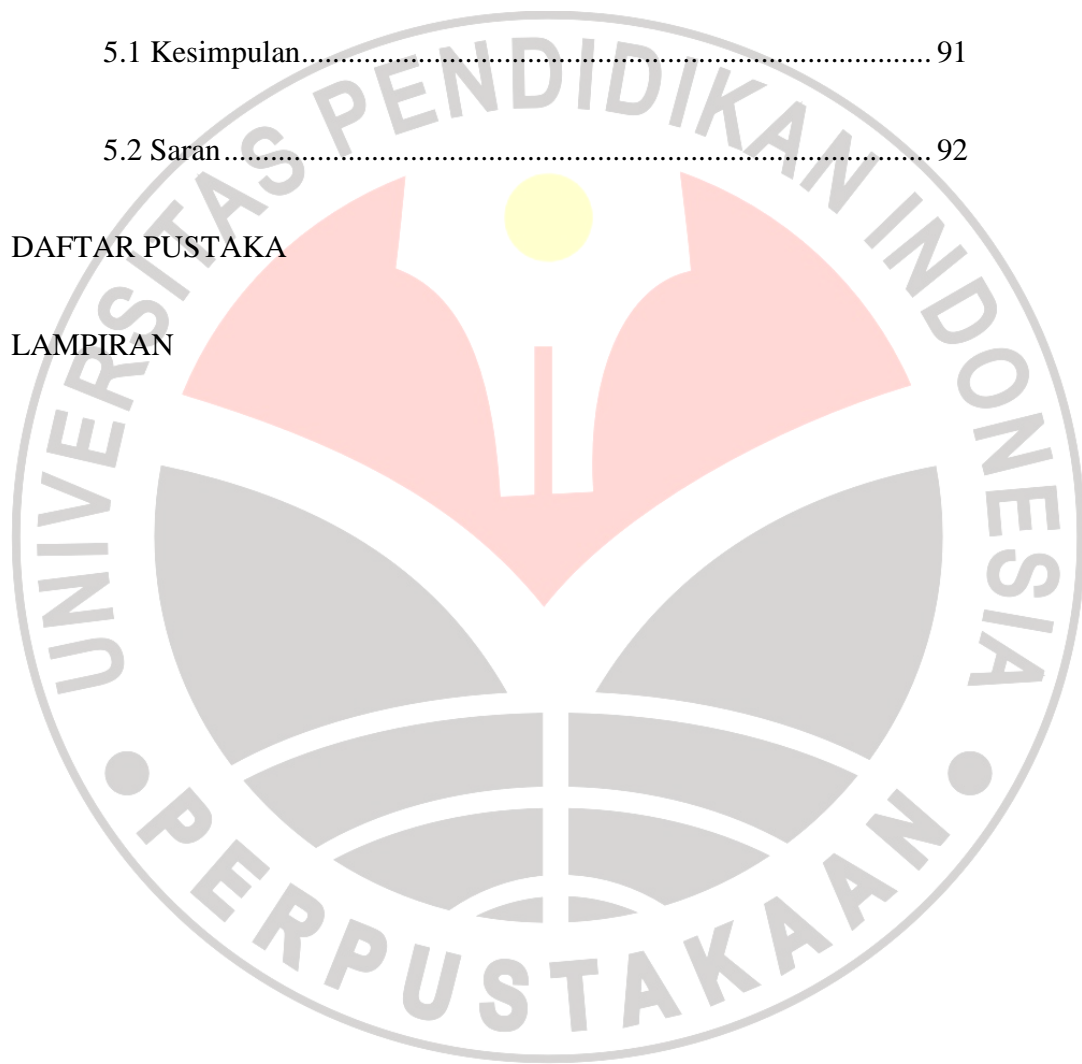 5.1 Kesimpulan.................................................................................. 91
5.2 Saran............................................................................................ 92
DAFTAR PUSTAKA
LAMPIRAN
UNIVERSITAS PENDIDIKAN INDONESIA
PERPUSTAKAAN